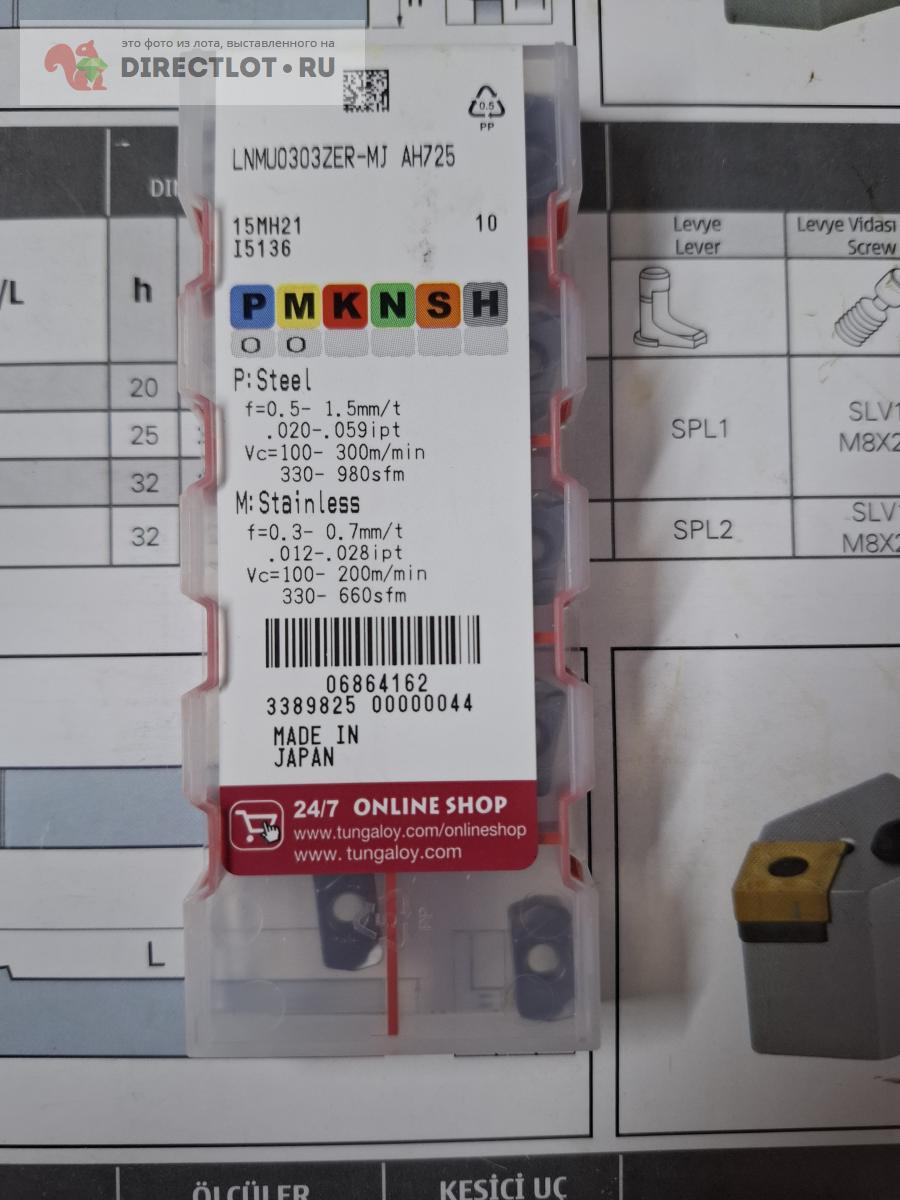 это фото из лота, выставленного на
DIRECTLOT.RU
0.5
PP
LNMU0303ZER-MJ AH725
15MH21 10
I5136
P M K N S H
P:Steel
f=0.5- 1.5mm/t
.020-.059ipt
Vc=100- 300m/min
330- 980sfm
M:Stainless
f=0.3- 0.7mm/t
.012-.028ipt
Vc=100- 200m/min
330- 660sfm
06864162
3389825 00000044
MADE IN
JAPAN
24/7 ONLINE SHOP
www.tungaloy.com/onlineshop
www.tungaloy.com
/L
h
20
25
32
32
Levye
Lever
Levye Vidası
Screw
SPL1
SPL2
L
ÖLÇÜLER
KESİCİ UÇ